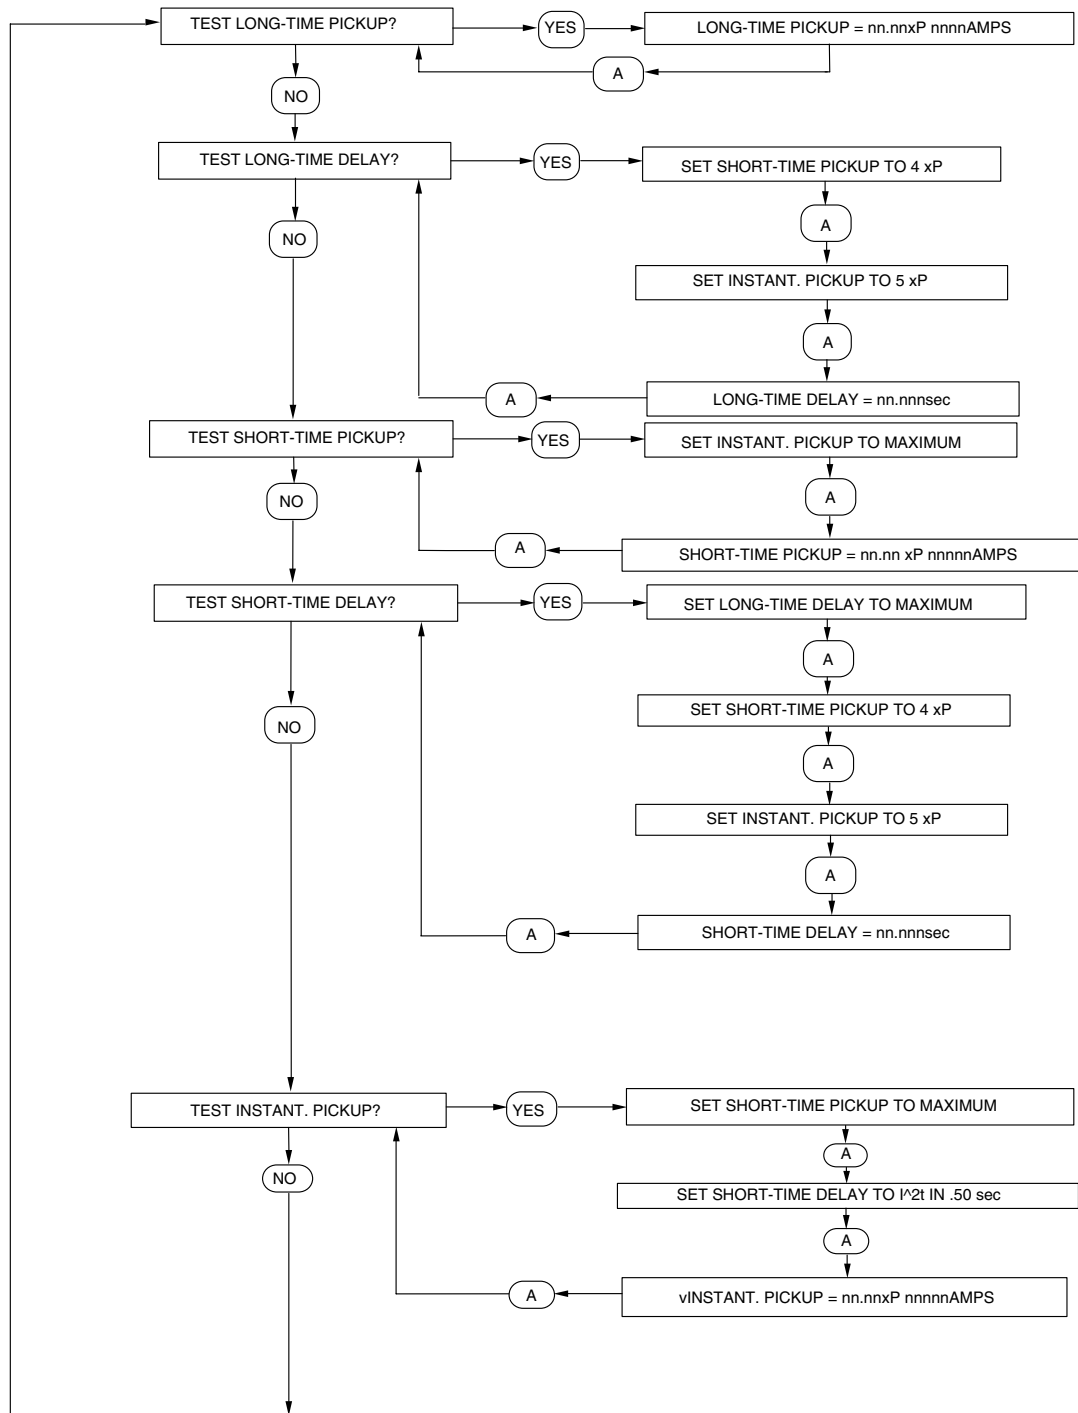 TEST LONG-TIME PICKUP?
YES
LONG-TIME PICKUP = nn.nnxP nnnnAMPS
A
NO
TEST LONG-TIME DELAY?
YES
SET SHORT-TIME PICKUP TO 4 xP
A
NO
SET INSTANT. PICKUP TO 5 xP
A
LONG-TIME DELAY = nn.nnnsec
A
TEST SHORT-TIME PICKUP?
YES
SET INSTANT. PICKUP TO MAXIMUM
A
NO
SHORT-TIME PICKUP = nn.nn xP nnnnnAMPS
A
TEST SHORT-TIME DELAY?
YES
SET LONG-TIME DELAY TO MAXIMUM
A
SET SHORT-TIME PICKUP TO 4 xP
NO
A
SET INSTANT. PICKUP TO 5 xP
A
SHORT-TIME DELAY = nn.nnnsec
A
TEST INSTANT. PICKUP?
YES
SET SHORT-TIME PICKUP TO MAXIMUM
A
NO
SET SHORT-TIME DELAY TO I^2t IN .50 sec
A
vINSTANT. PICKUP = nn.nnxP nnnnnAMPS
A